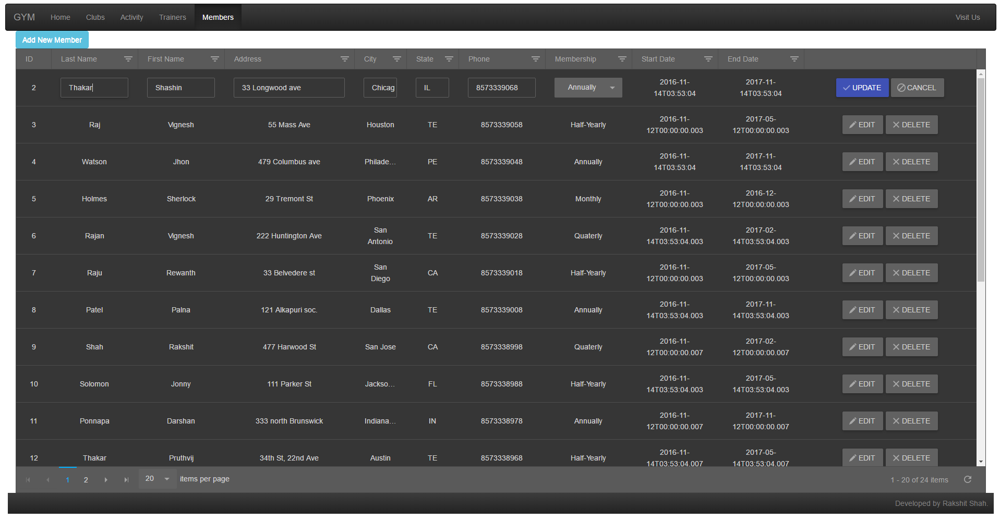 GYM Home Clubs Activity Trainers Members Visit Us
Add New Member
ID Last Name First Name Address City State Phone Membership Start Date End Date
2 Thakar Shashin 33 Longwood ave Chicag IL 8573339068 Annually 2016-11-14T03:53:04 2017-11-14T03:53:04 UPDATE CANCEL
3 Raj Vignesh 55 Mass Ave Houston TE 8573339058 Half-Yearly 2016-11-12T00:00:00.003 2017-05-12T00:00:00.003 EDIT DELETE
4 Watson Jhon 479 Columbus ave Philade... PE 8573339048 Annually 2016-11-14T03:53:04 2017-11-14T03:53:04 EDIT DELETE
5 Holmes Sherlock 29 Tremont St Phoenix AR 8573339038 Monthly 2016-11-12T00:00:00.003 2016-12-12T00:00:00.003 EDIT DELETE
6 Rajan Vignesh 222 Huntington Ave San Antonio TE 8573339028 Quaterly 2016-11-14T03:53:04.003 2017-02-14T03:53:04.003 EDIT DELETE
7 Raju Rewanth 33 Belvedere st San Diego CA 8573339018 Half-Yearly 2016-11-12T00:00:00.003 2017-05-12T00:00:00.003 EDIT DELETE
8 Patel Palna 121 Alkapuri soc. Dallas TE 8573339008 Annually 2016-11-14T03:53:04.003 2017-11-14T03:53:04.003 EDIT DELETE
9 Shah Rakshit 477 Harwood St San Jose CA 8573338998 Quaterly 2016-11-12T00:00:00.007 2017-02-12T00:00:00.007 EDIT DELETE
10 Solomon Jonny 111 Parker St Jackso... FL 8573338988 Half-Yearly 2016-11-14T03:53:04.003 2017-05-14T03:53:04.003 EDIT DELETE
11 Ponnapa Darshan 333 north Brunswick Indiana... IN 8573338978 Annually 2016-11-12T00:00:00.007 2017-11-12T00:00:00.007 EDIT DELETE
12 Thakar Pruthvij 34th St, 22nd Ave Austin TE 8573338968 Half-Yearly 2016-11-14T03:53:04.007 2017-05-14T03:53:04.007 EDIT DELETE
1 2 20 items per page 1 - 20 of 24 items
Developed by Rakshit Shah.